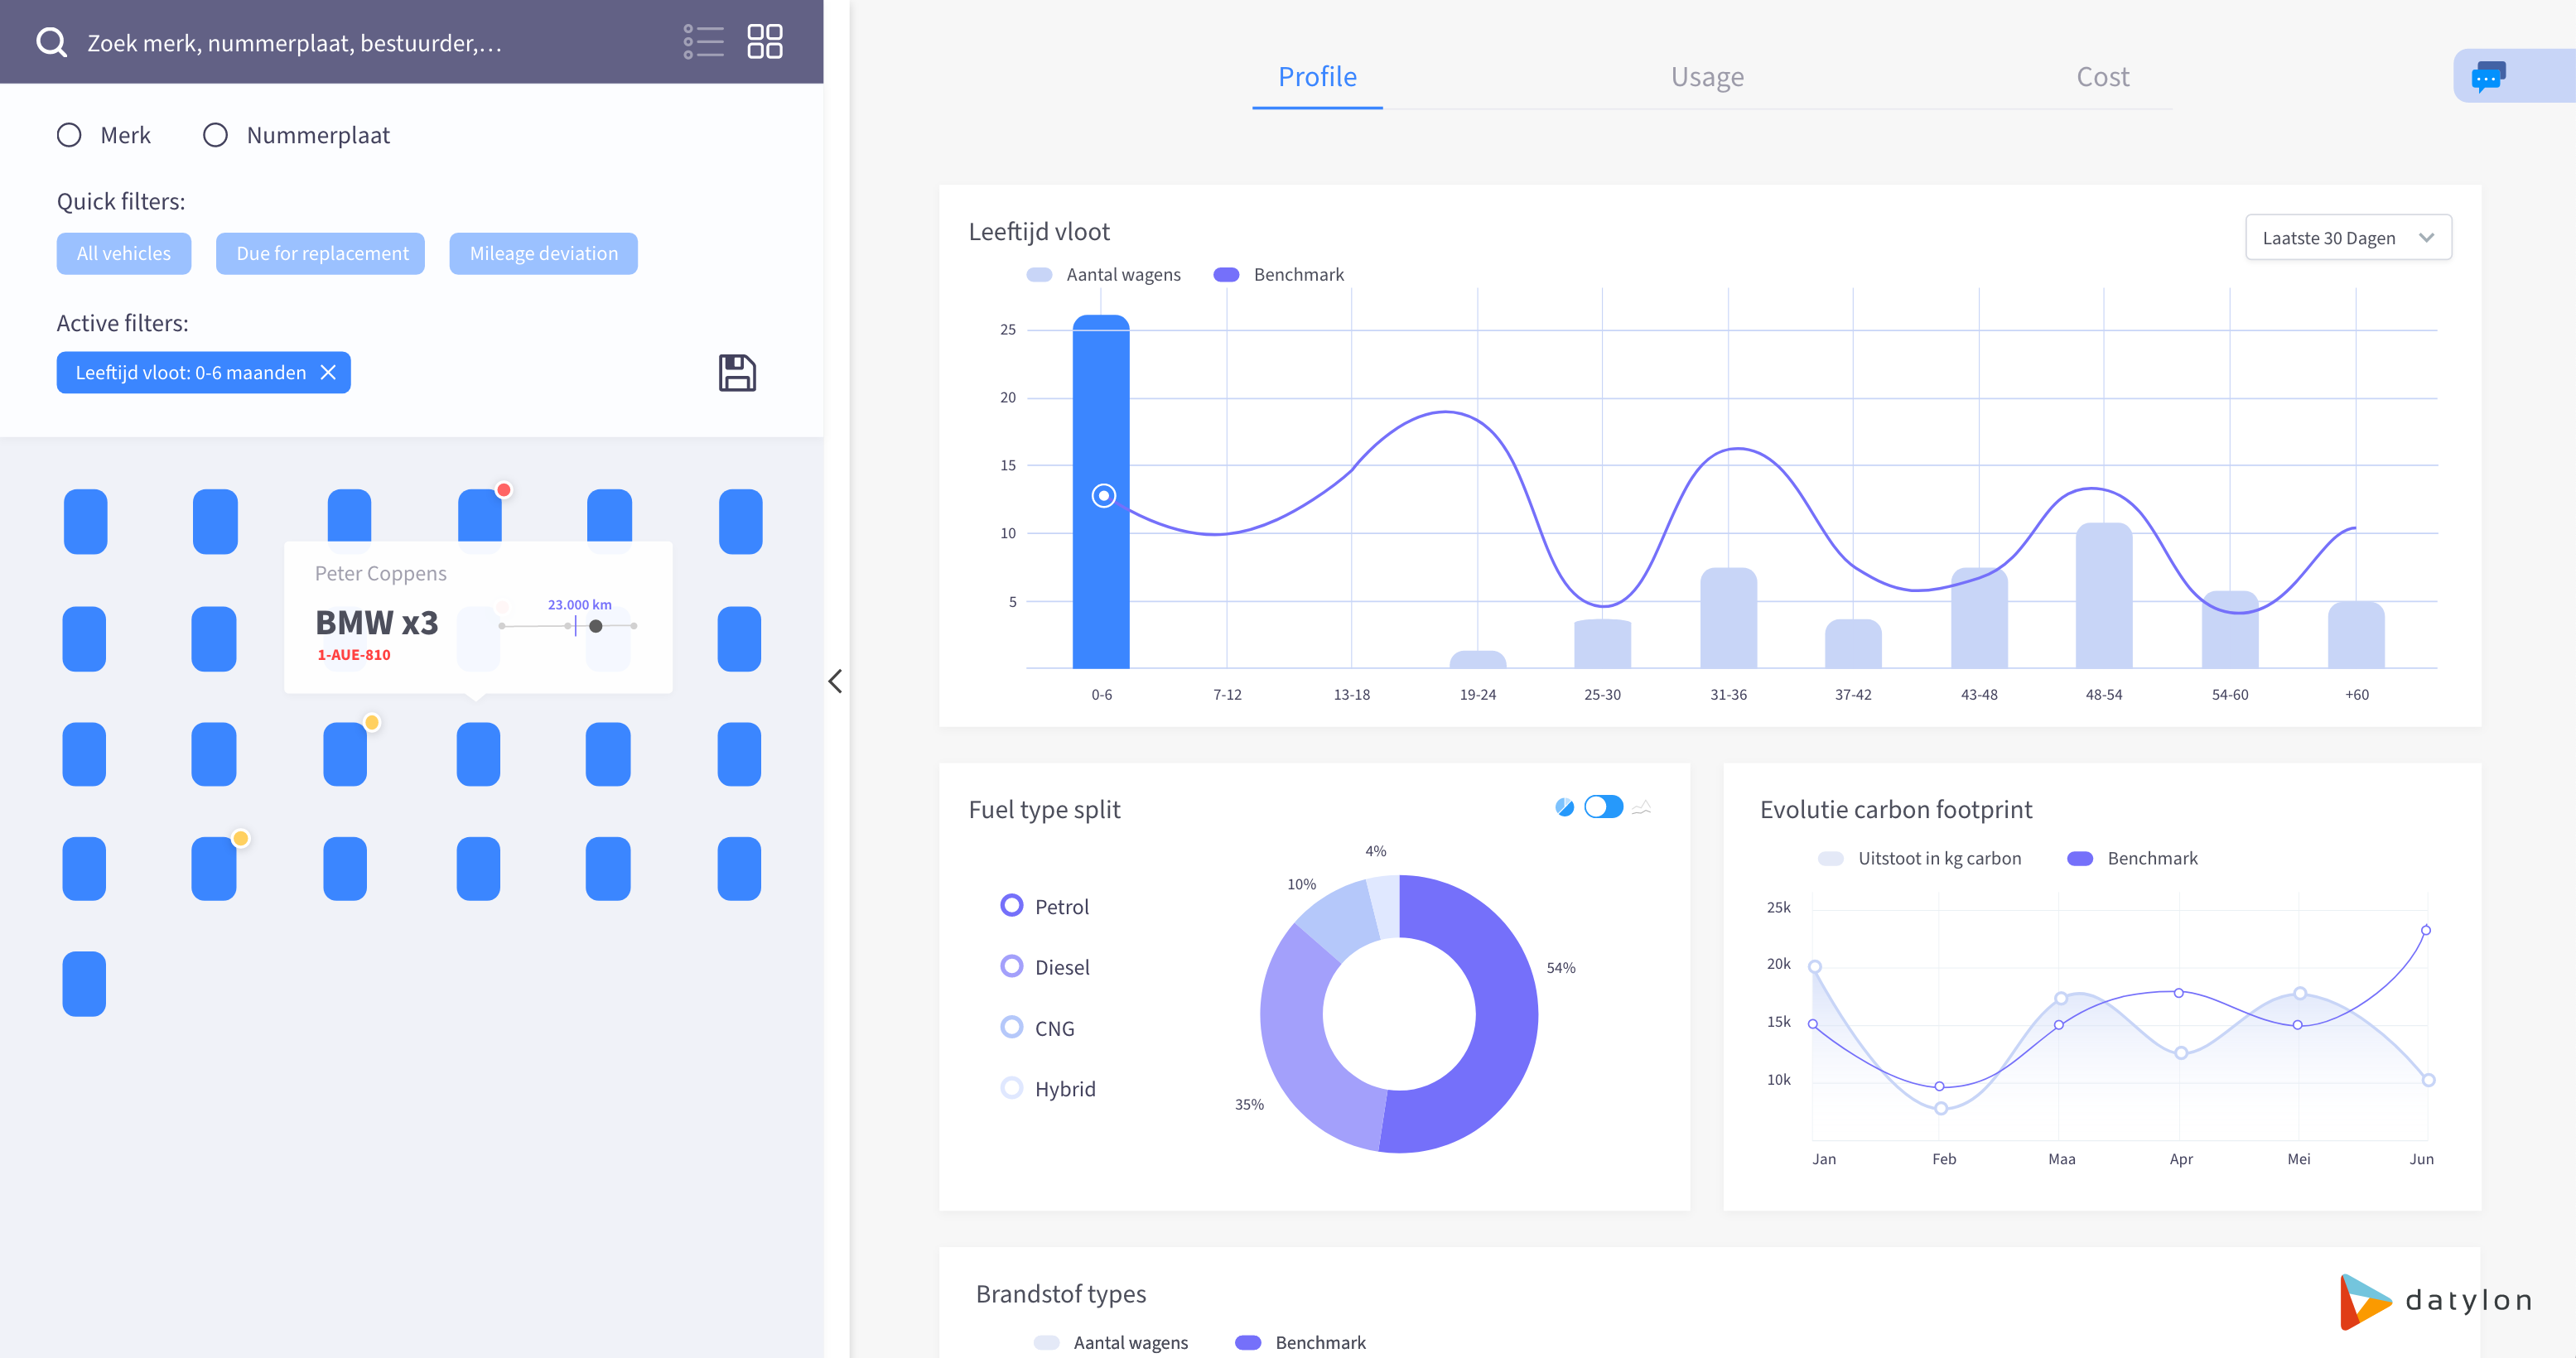 Zoek merk, nummerplaat, bestuurder,...
Merk
Nummerplaat
Quick filters:
All vehicles
Due for replacement
Mileage deviation
Active filters:
Leeftijd vloot: 0-6 maanden
Peter Coppens
BMW x3
1-AUE-810
23.000 km
Profile
Usage
Cost
Leeftijd vloot
Laatste 30 Dagen
Aantal wagens
Benchmark
25
20
15
10
5
0-6
7-12
13-18
19-24
25-30
31-36
37-42
43-48
48-54
54-60
+60
Fuel type split
Petrol
Diesel
CNG
Hybrid
4%
10%
54%
35%
Evolutie carbon footprint
Uitstoot in kg carbon
Benchmark
25k
20k
15k
10k
Jan
Feb
Maa
Apr
Mei
Jun
Brandstof types
Aantal wagens
Benchmark
datylon